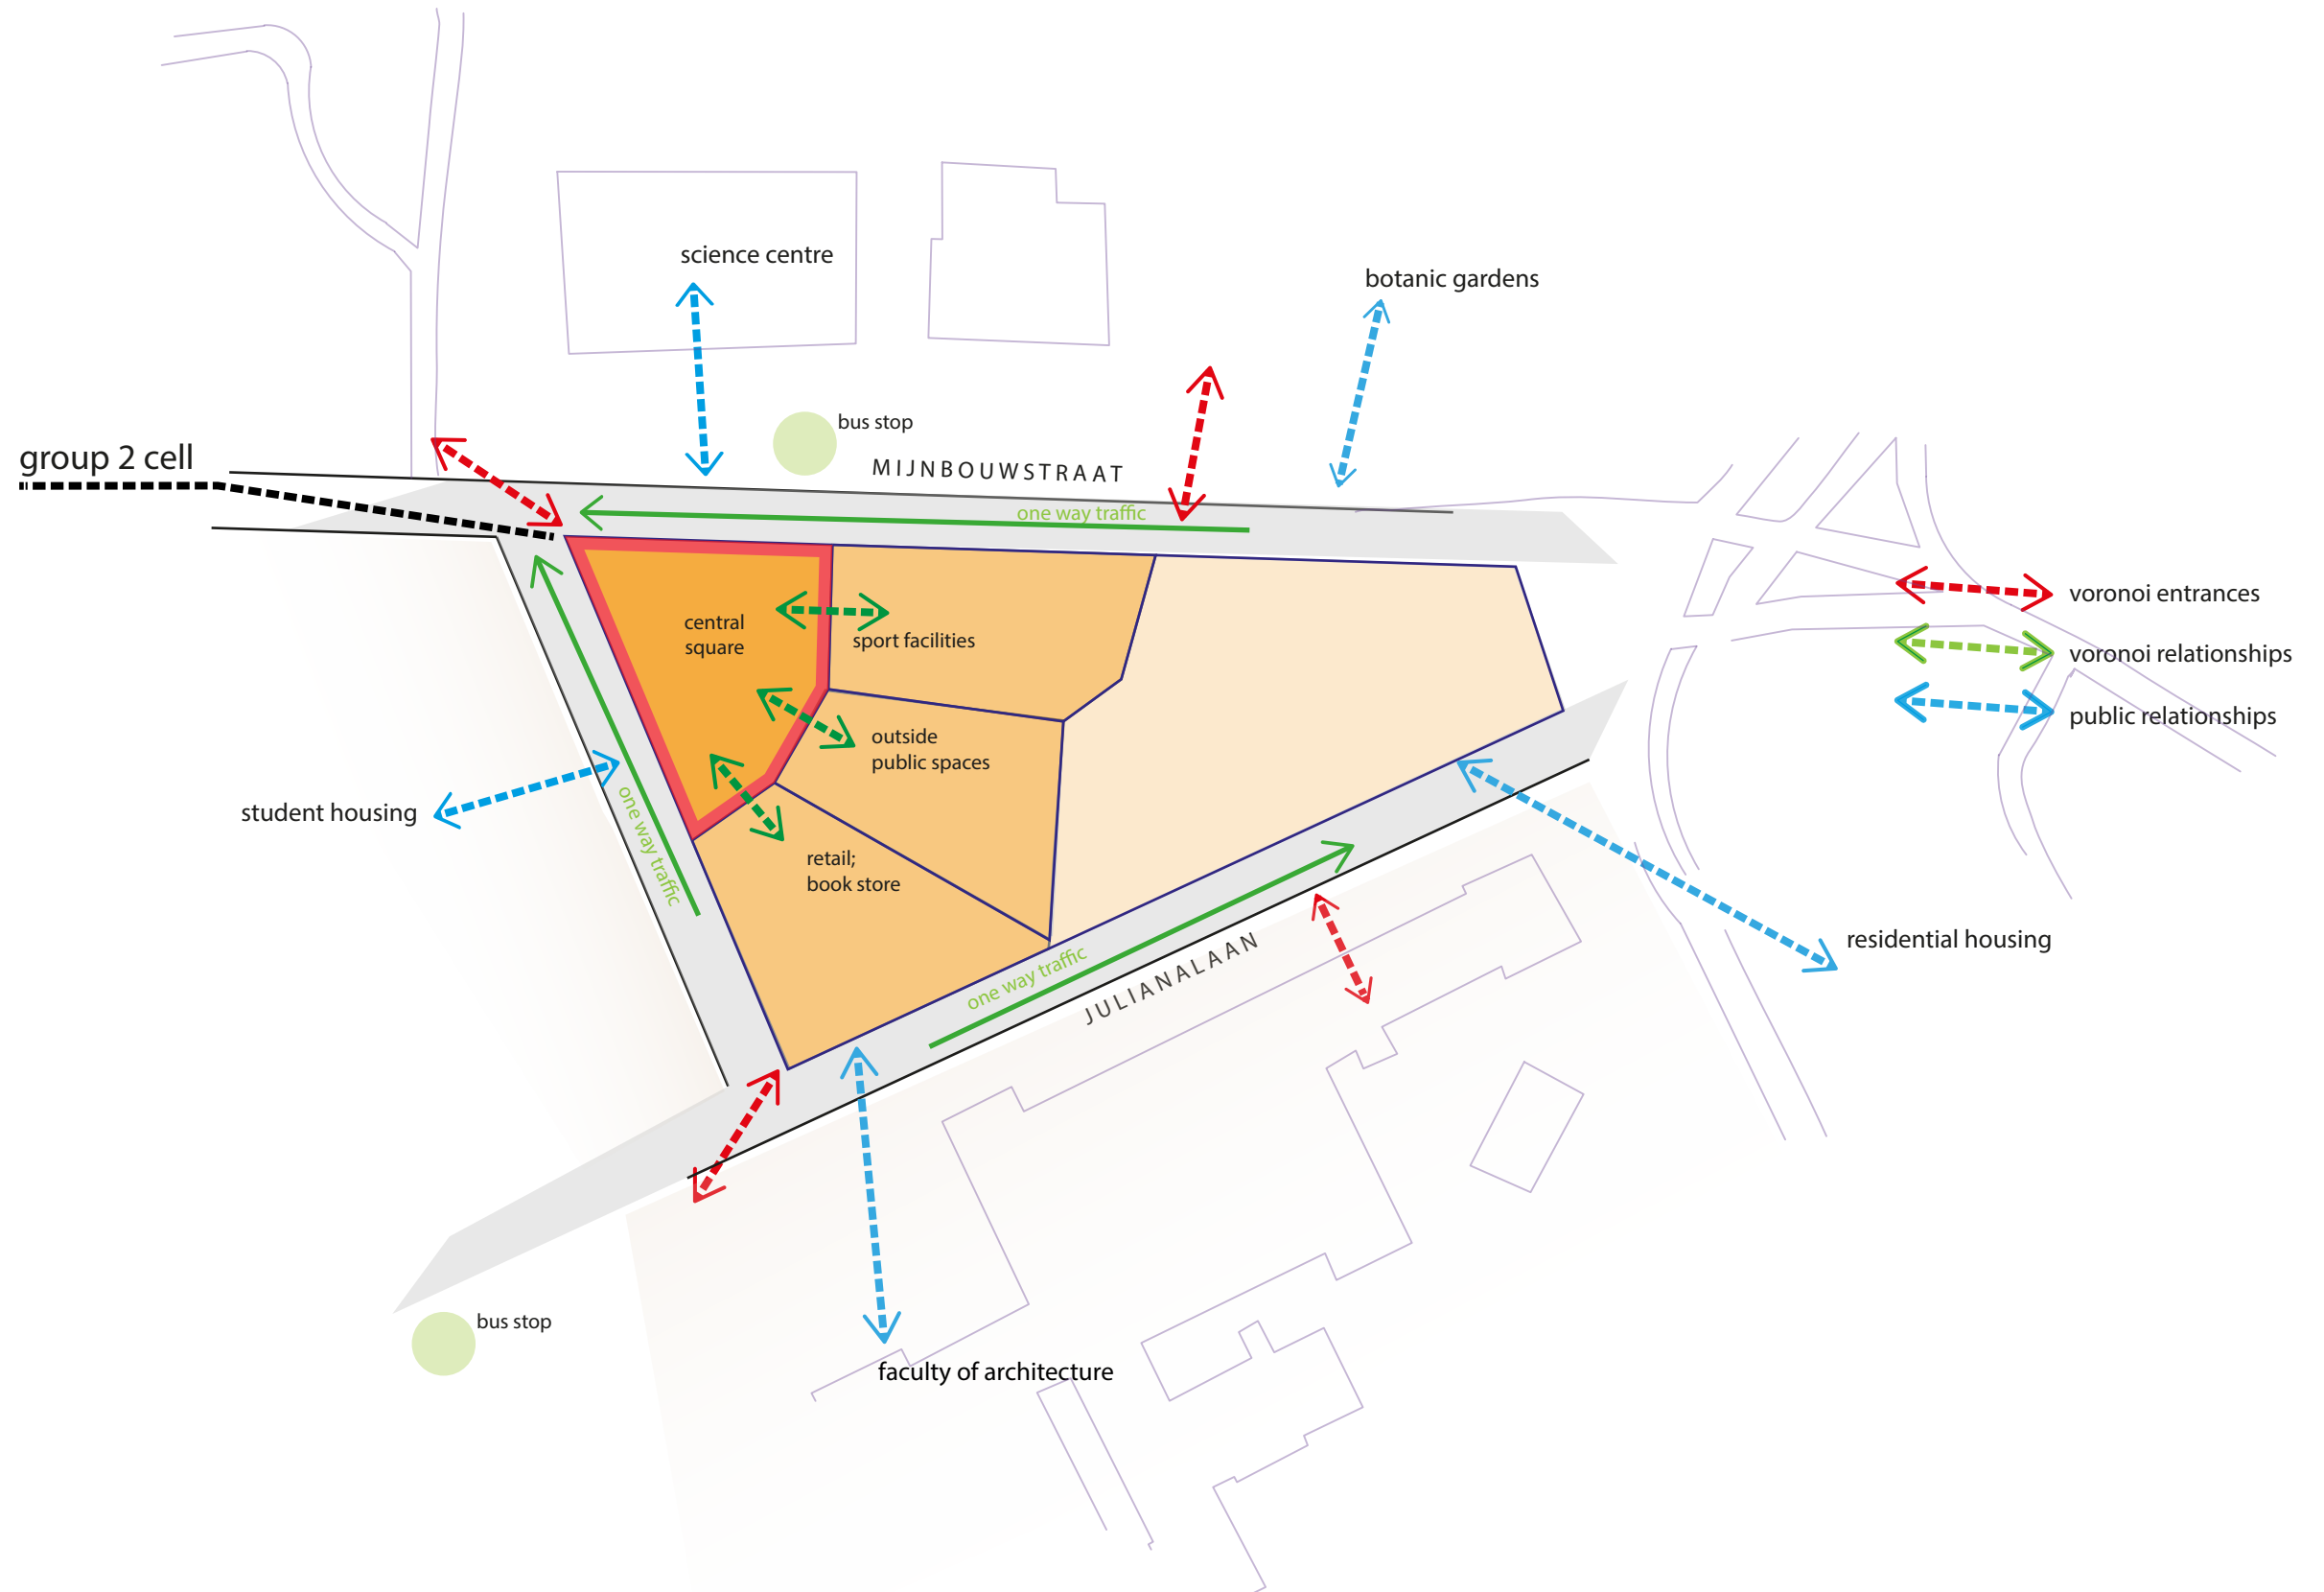 science centre
botanic gardens
bus stop
group 2 cell
MIJNBOUWSTRAAT
one way traffic
central
square
sport facilities
outside
public spaces
retail;
book store
student housing
one way traffic
one way traffic
JULIANALAAN
voronoi entrances
voronoi relationships
public relationships
residential housing
bus stop
faculty of architecture